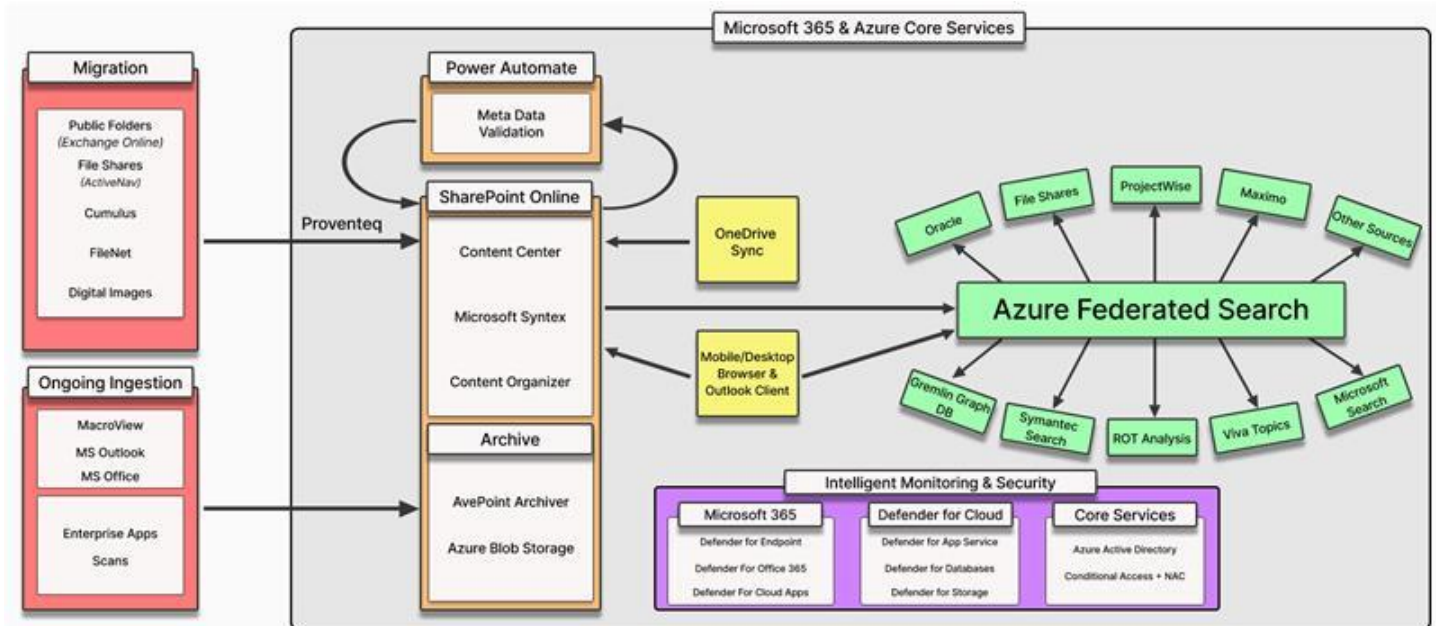 Microsoft 365 & Azure Core Services
Migration
Public Folders
(Exchange Online)
File Shares
(ActiveNav)
Cumulus
FileNet
Digital Images
Ongoing Ingestion
MacroView
MS Outlook
MS Office
Enterprise Apps
Scans
Proventeq
Power Automate
Meta Data
Validation
SharePoint Online
Content Center
Microsoft Syntex
Content Organizer
Archive
AvePoint Archiver
Azure Blob Storage
OneDrive
Sync
Mobile/Desktop
Browser &
Outlook Client
Oracle
File Shares
ProjectWise
Maximo
Other Sources
Azure Federated Search
Gremlin Graph
DB
Symantec
Search
ROT Analysis
Viva Topics
Microsoft
Search
Intelligent Monitoring & Security
Microsoft 365
Defender for Endpoint
Defender For Office 365
Defender For Cloud Apps
Defender for Cloud
Defender for App Service
Defender for Databases
Defender for Storage
Core Services
Azure Active Directory
Conditional Access + NAC